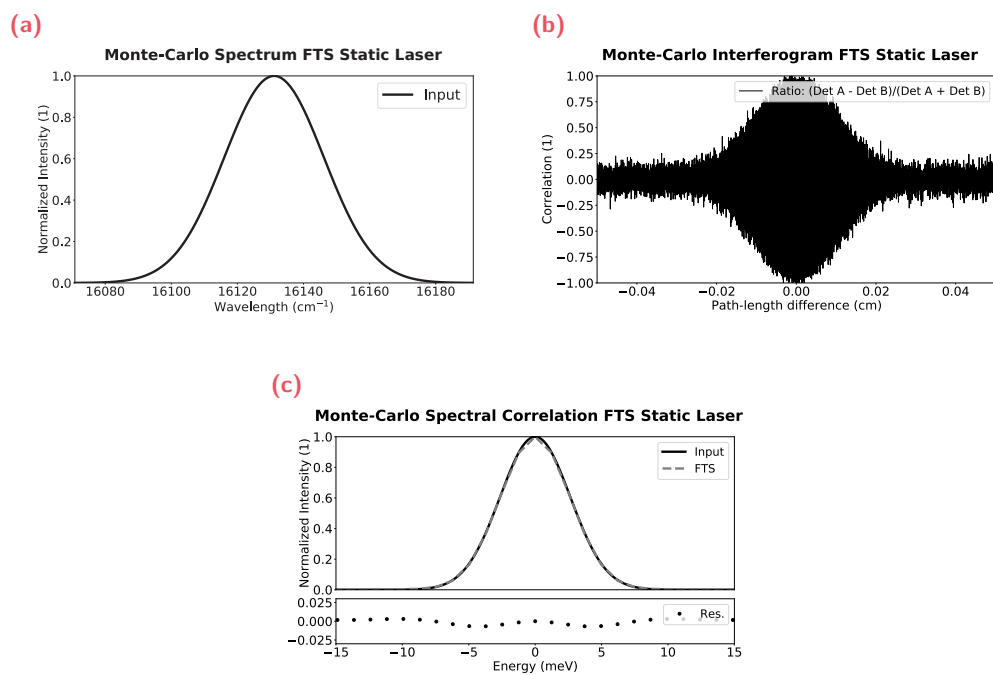 (a)
Monte-Carlo Spectrum FTS Static Laser
Normalized Intensity (1)
1.0
0.8
0.6
0.4
0.2
0.0
Input
16080 16100 16120 16140 16160 16180
Wavelength (cm⁻¹)
(b)
Monte-Carlo Interferogram FTS Static Laser
Correlation (1)
1.00
0.75
0.50
0.25
0.00
−0.25
−0.50
−0.75
−1.00
Ratio: (Det A - Det B)/(Det A + Det B)
−0.04 −0.02 0.00 0.02 0.04
Path-length difference (cm)
(c)
Monte-Carlo Spectral Correlation FTS Static Laser
Normalized Intensity (1)
1.0
0.8
0.6
0.4
0.2
0.0
Input
FTS
0.025
0.000
−0.025
Res.
−15 −10 −5 0 5 10 15
Energy (meV)